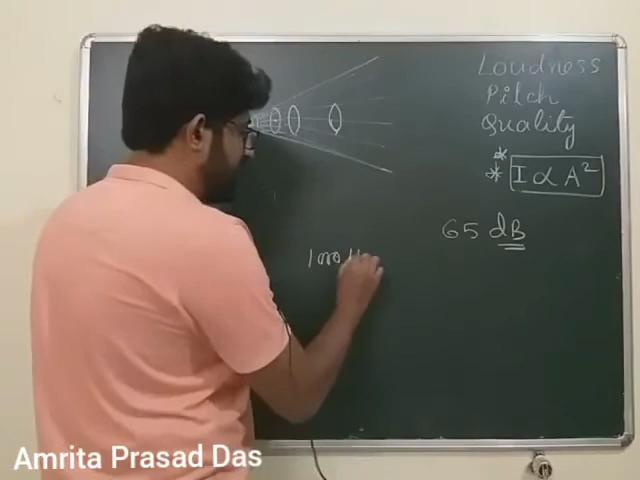 Loudness
Pitch
Quality
* * I ∝ A²
65 dB
Amrita Prasad Das